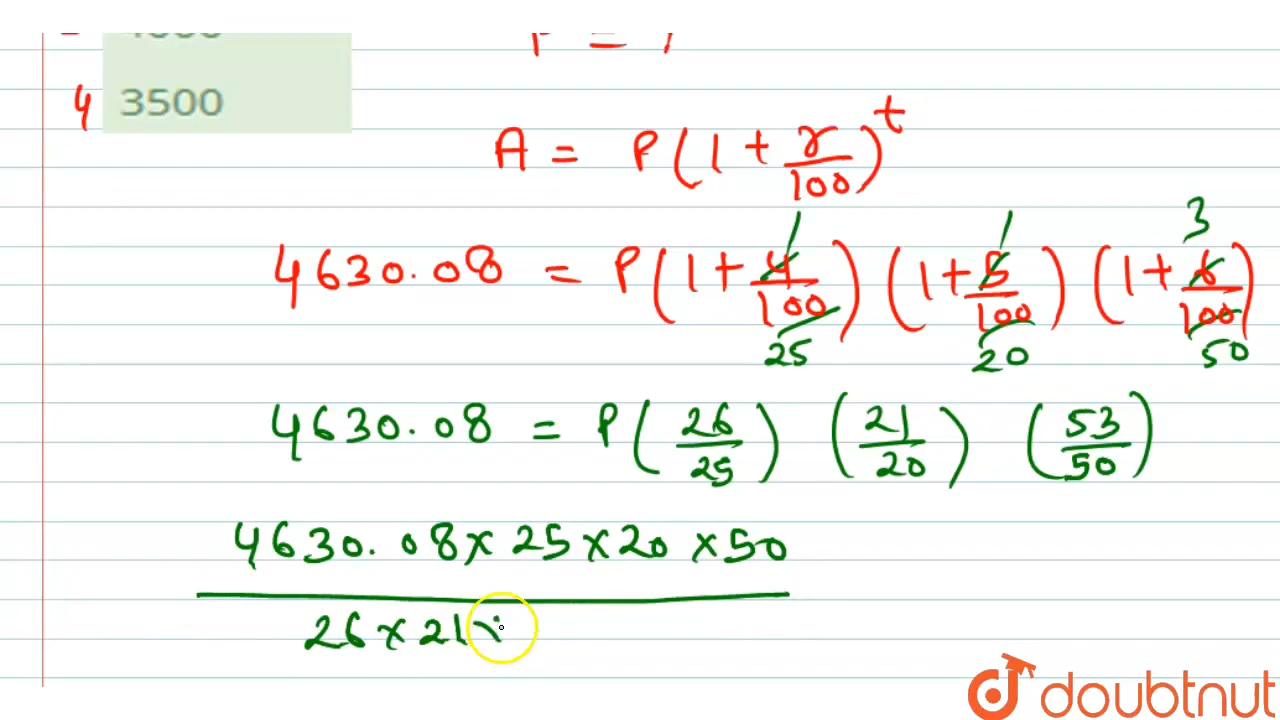 4 3500
A = P(1 + r/100)^t
1 1 3
4630.08 = P(1 + 4/100) (1 + 5/100) (1 + 6/100)
25 20 50
4630.08 = P(26/25) (21/20) (53/50)
4630.08 x 25 x 20 x 50
26 x 21 x
doubtnut